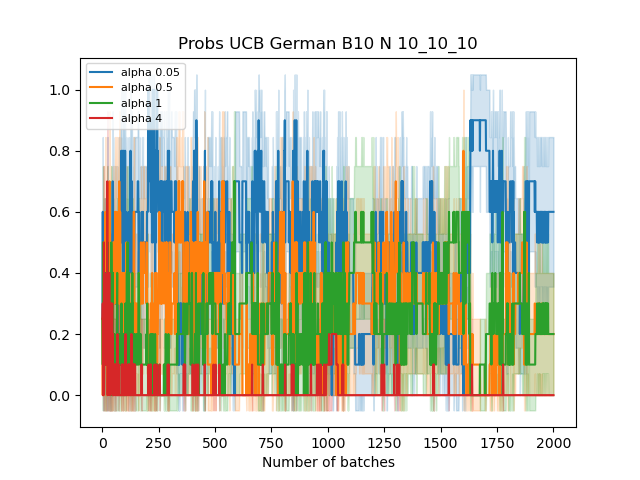 Probs UCB German B10 N 10_10_10
alpha 0.05
alpha 0.5
alpha 1
alpha 4
1.0
0.8
0.6
0.4
0.2
0.0
0 250 500 750 1000 1250 1500 1750 2000
Number of batches